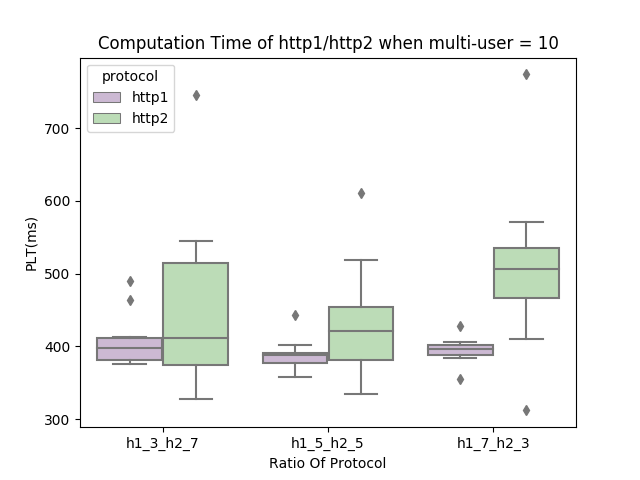 Computation Time of http1/http2 when multi-user = 10
protocol
http1
http2
700
600
500
400
300
PLT(ms)
h1_3_h2_7
h1_5_h2_5
h1_7_h2_3
Ratio Of Protocol